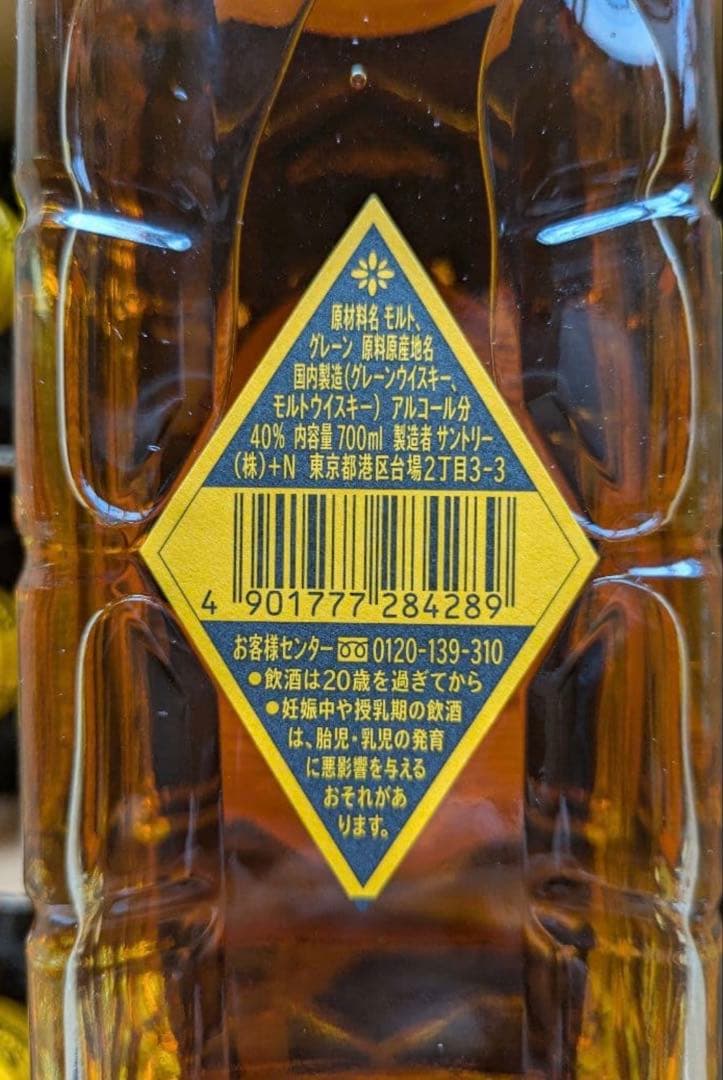 原材料名 モルト、
グレーン 原料原産地名
国内製造(グレーンウイスキー、
モルトウイスキー) アルコール分
40% 内容量 700ml 製造者 サントリー
(株)+N 東京都港区台場2丁目3-3
4 901777 284289
お客様センター 0120-139-310
●飲酒は20歳を過ぎてから
●妊娠中や授乳期の飲酒
は、胎児・乳児の発育
に悪影響を与える
おそれがあ
ります。